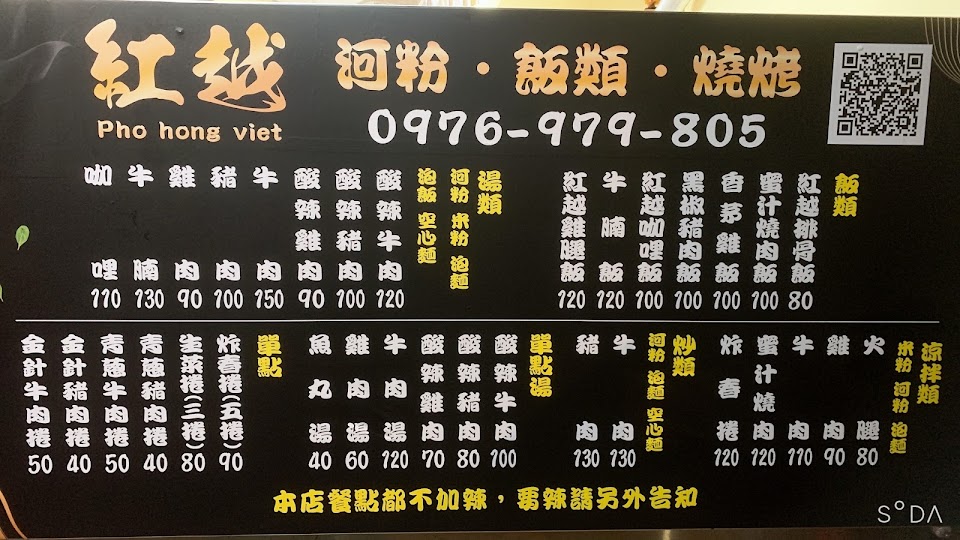 紅越
Pho hong viet
河粉・飯類・燒烤
0976-979-805
飯類
紅越排骨飯 80
蜜汁燒肉飯 100
香茅雞飯 100
黑椒豬肉飯 100
紅越咖哩飯 100
牛腩飯 120
紅越雞腿飯 120
湯類
河粉 米粉 泡麵
泡飯 空心麵
酸辣牛肉 120
酸辣豬肉 100
酸辣雞肉 90
牛肉 150
豬肉 100
雞肉 90
牛腩 130
咖哩 110
涼拌類
米粉 河粉 泡麵
火腿 80
雞肉 90
牛肉 110
蜜汁燒肉 120
炸春捲 120
炒類
河粉 泡麵 空心麵
牛肉 130
豬肉 130
單點湯
酸辣牛肉 100
酸辣豬肉 80
酸辣雞肉 70
牛肉湯 120
雞肉湯 60
魚丸湯 40
單點
炸春捲(五捲) 90
生菜捲(三捲) 80
青蔥豬肉捲 40
青蔥牛肉捲 50
金針豬肉捲 40
金針牛肉捲 50
本店餐點都不加辣，要辣請另外告知
SODA